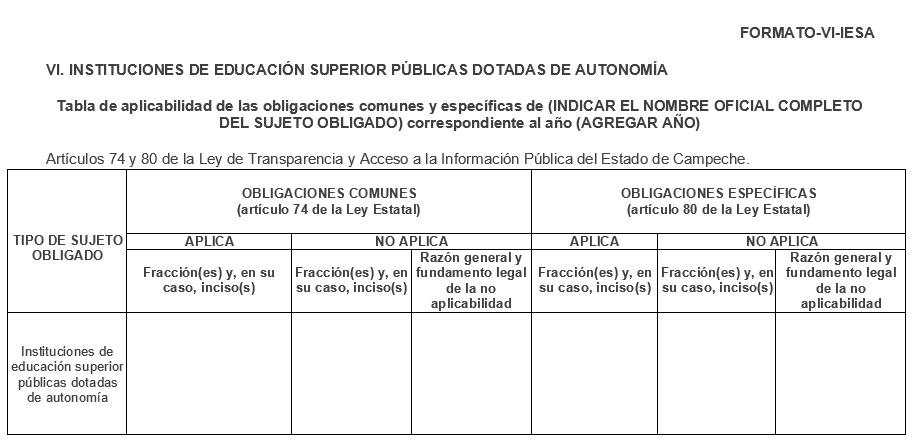 FORMATO-VI-IESA
VI. INSTITUCIONES DE EDUCACIÓN SUPERIOR PÚBLICAS DOTADAS DE AUTONOMÍA
Tabla de aplicabilidad de las obligaciones comunes y específicas de (INDICAR EL NOMBRE OFICIAL COMPLETO
DEL SUJETO OBLIGADO) correspondiente al año (AGREGAR AÑO)
Artículos 74 y 80 de la Ley de Transparencia y Acceso a la Información Pública del Estado de Campeche.
TIPO DE SUJETO
OBLIGADO
OBLIGACIONES COMUNES
(artículo 74 de la Ley Estatal)
OBLIGACIONES ESPECÍFICAS
(artículo 80 de la Ley Estatal)
APLICA
NO APLICA
APLICA
NO APLICA
Fracción(es) y, en su
caso, inciso(s)
Fracción(es) y, en
su caso, inciso(s)
Razón general y
fundamento legal
de la no
aplicabilidad
Fracción(es) y, en
su caso, inciso(s)
Fracción(es) y, en
su caso, inciso(s)
Razón general y
fundamento legal
de la no
aplicabilidad
Instituciones de
educación superior
públicas dotadas
de autonomía